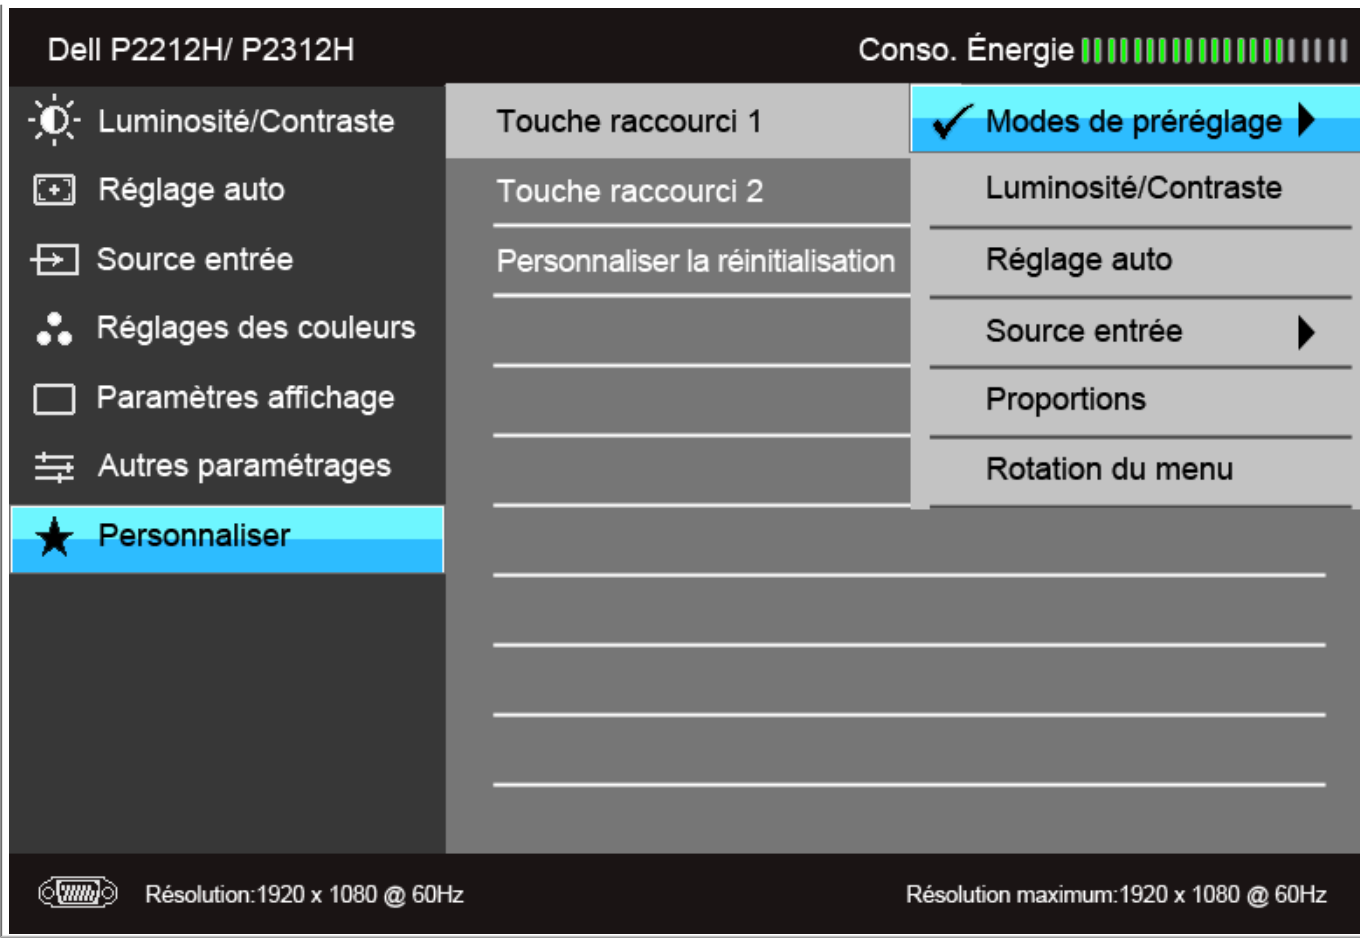 Dell P2212H/ P2312H
Conso. Énergie
Luminosité/Contraste
Réglage auto
Source entrée
Réglages des couleurs
Paramètres affichage
Autres paramétrages
Personnaliser
Touche raccourci 1
Touche raccourci 2
Personnaliser la réinitialisation
Modes de préréglage
Luminosité/Contraste
Réglage auto
Source entrée
Proportions
Rotation du menu
Résolution:1920 x 1080 @ 60Hz
Résolution maximum:1920 x 1080 @ 60Hz